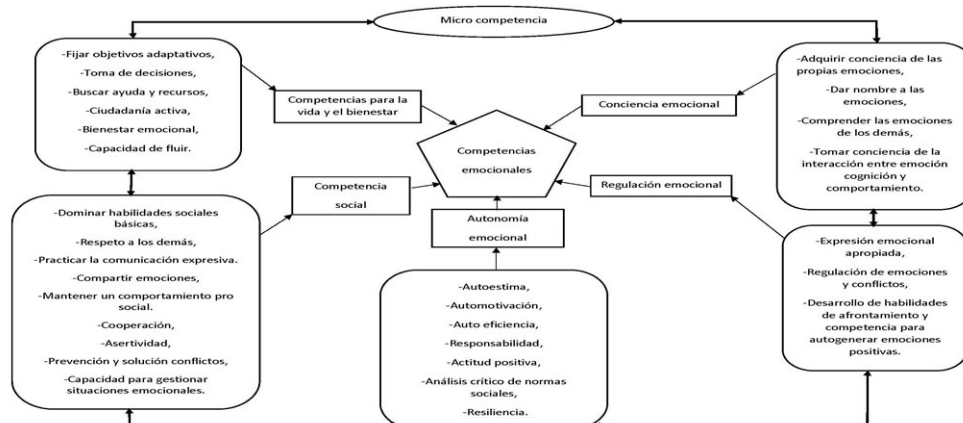 Micro competencia
-Fijar objetivos adaptativos,
-Toma de decisiones,
-Buscar ayuda y recursos,
-Ciudadanía activa,
-Bienestar emocional,
-Capacidad de fluir.
Competencias para la
vida y el bienestar
Conciencia emocional
-Adquirir conciencia de las
propias emociones,
-Dar nombre a las
emociones,
-Comprender las emociones
de los demás,
-Tomar conciencia de la
interacción entre emoción
cognición y
comportamiento.
Competencias
emocionales
Competencia
social
Regulación emocional
Autonomía
emocional
-Dominar habilidades sociales
básicas,
-Respeto a los demás,
-Practicar la comunicación expresiva.
-Compartir emociones,
-Mantener un comportamiento pro
social.
-Cooperación,
-Asertividad,
-Prevención y solución conflictos,
-Capacidad para gestionar
situaciones emocionales.
-Autoestima,
-Automotivación,
-Auto eficiencia,
-Responsabilidad,
-Actitud positiva,
-Análisis crítico de normas
sociales,
-Resiliencia.
-Expresión emocional
apropiada,
-Regulación de emociones
y conflictos,
-Desarrollo de habilidades
de afrontamiento y
competencia para
autogenerar emociones
positivas.